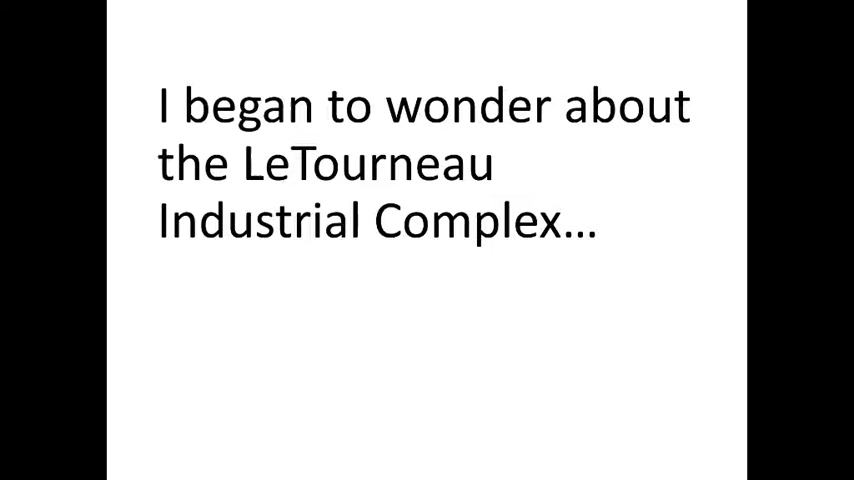 I began to wonder about
the LeTourneau
Industrial Complex...